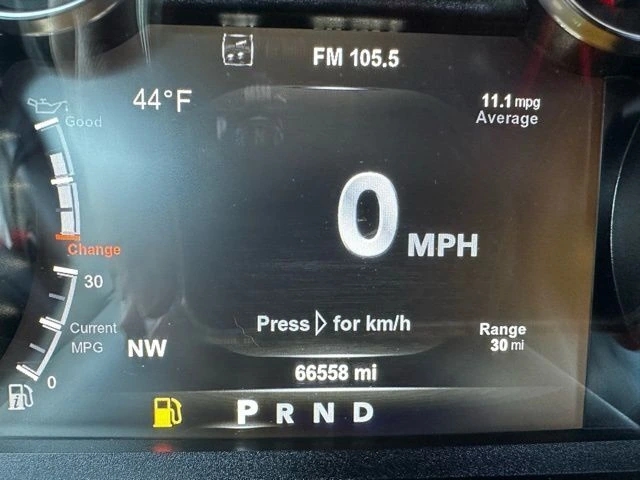 FM 105.5
44°F
11.1 mpg
Average
Good
0 MPH
Change
30
Current
MPG
0
Press ▷ for km/h
Range
30 mi
NW
66558 mi
P R N D